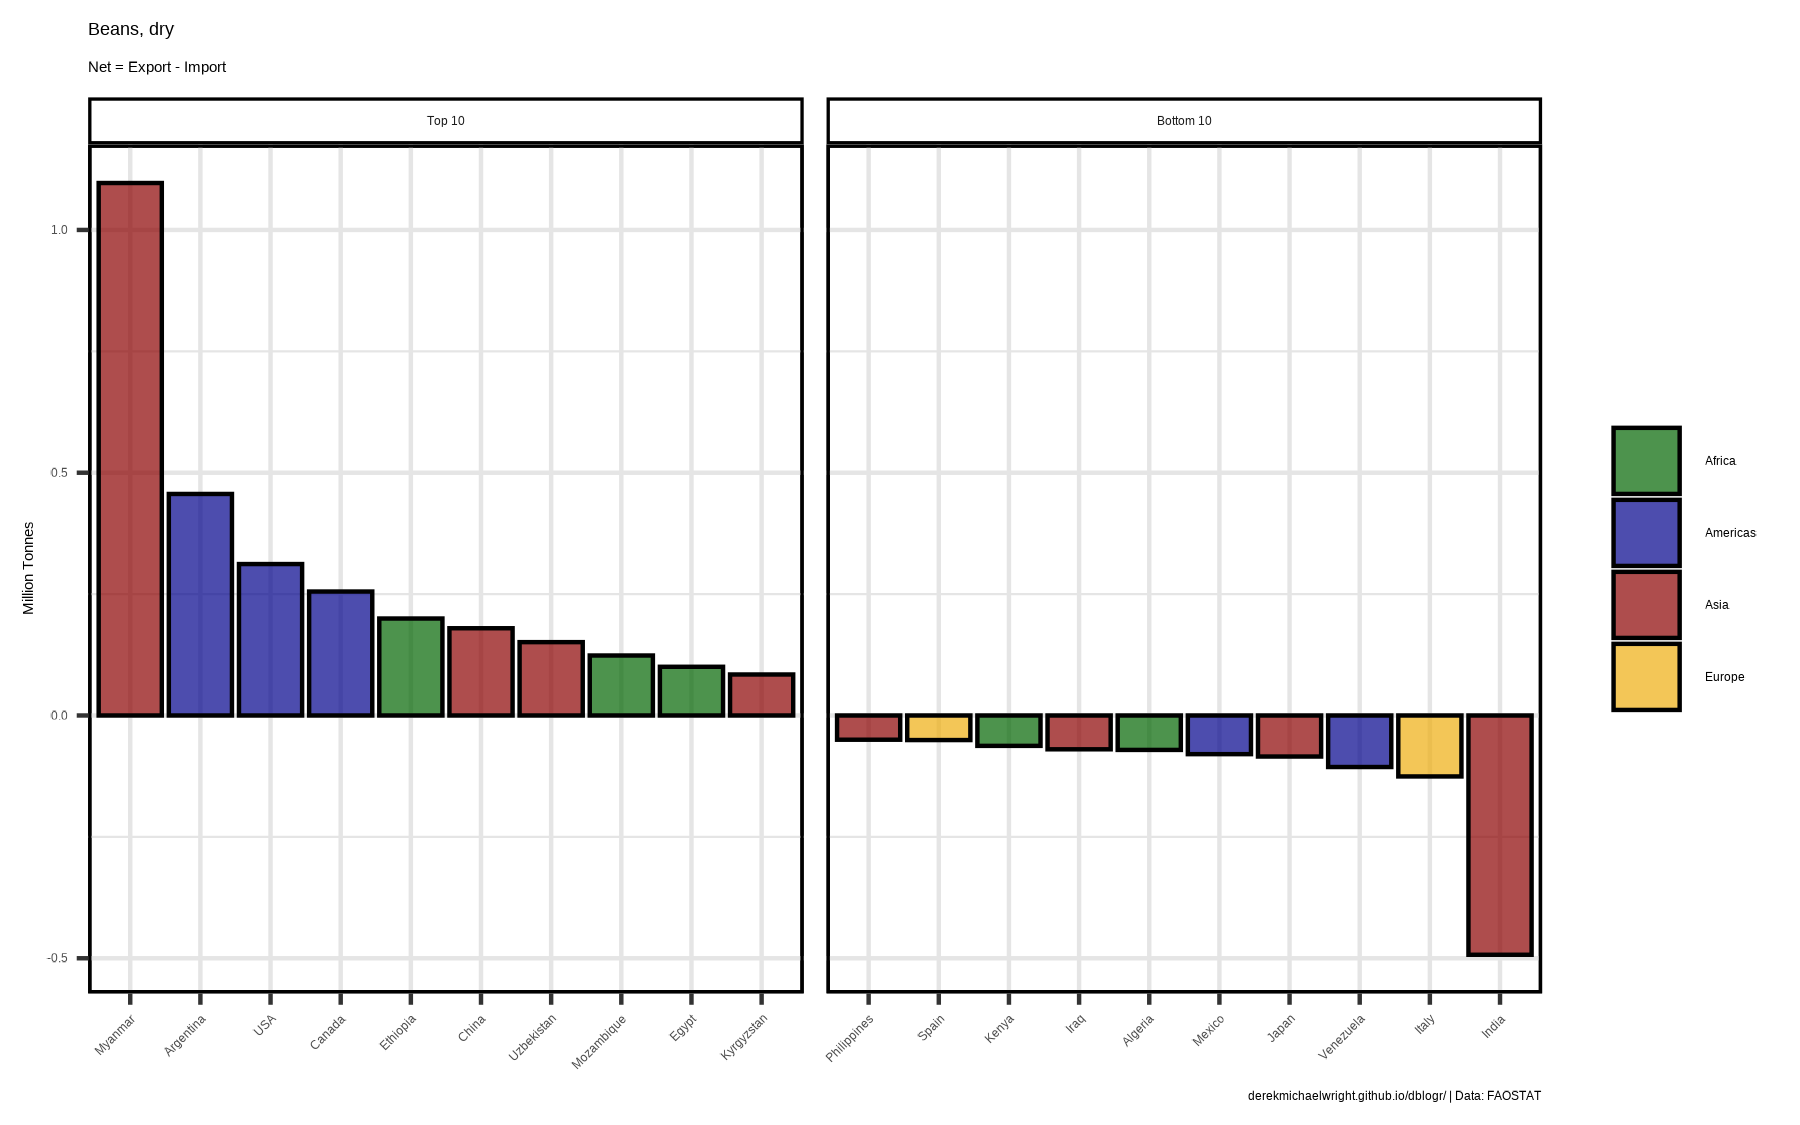 Beans, dry
Net = Export - Import
Top 10
Bottom 10
Million Tonnes
1.0
0.5
0.0
-0.5
Myanmar
Argentina
USA
Canada
Ethiopia
China
Uzbekistan
Mozambique
Egypt
Kyrgyzstan
Philippines
Spain
Kenya
Iraq
Algeria
Mexico
Japan
Venezuela
Italy
India
Africa
Americas
Asia
Europe
derekmichaelwright.github.io/dblogr/ | Data: FAOSTAT